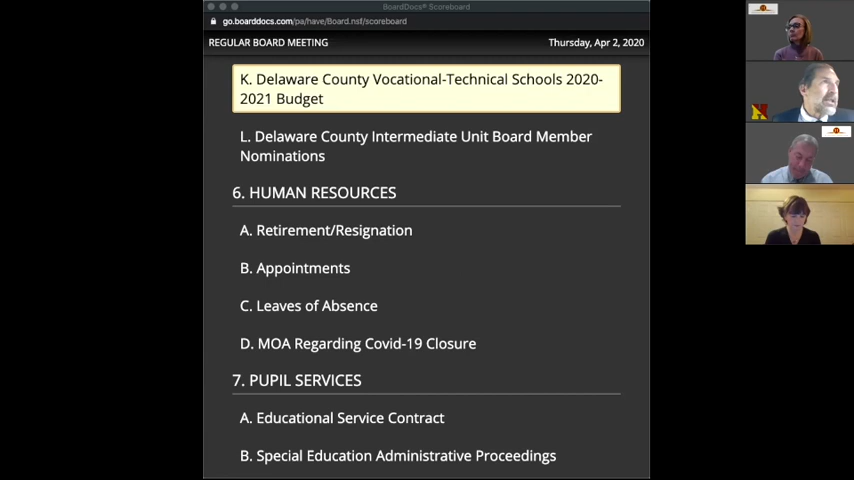 BoardDocs® Scoreboard
go.boarddocs.com/pa/have/Board.nsf/scoreboard
REGULAR BOARD MEETING
Thursday, Apr 2, 2020
K. Delaware County Vocational-Technical Schools 2020-
2021 Budget
L. Delaware County Intermediate Unit Board Member
Nominations
6. HUMAN RESOURCES
A. Retirement/Resignation
B. Appointments
C. Leaves of Absence
D. MOA Regarding Covid-19 Closure
7. PUPIL SERVICES
A. Educational Service Contract
B. Special Education Administrative Proceedings